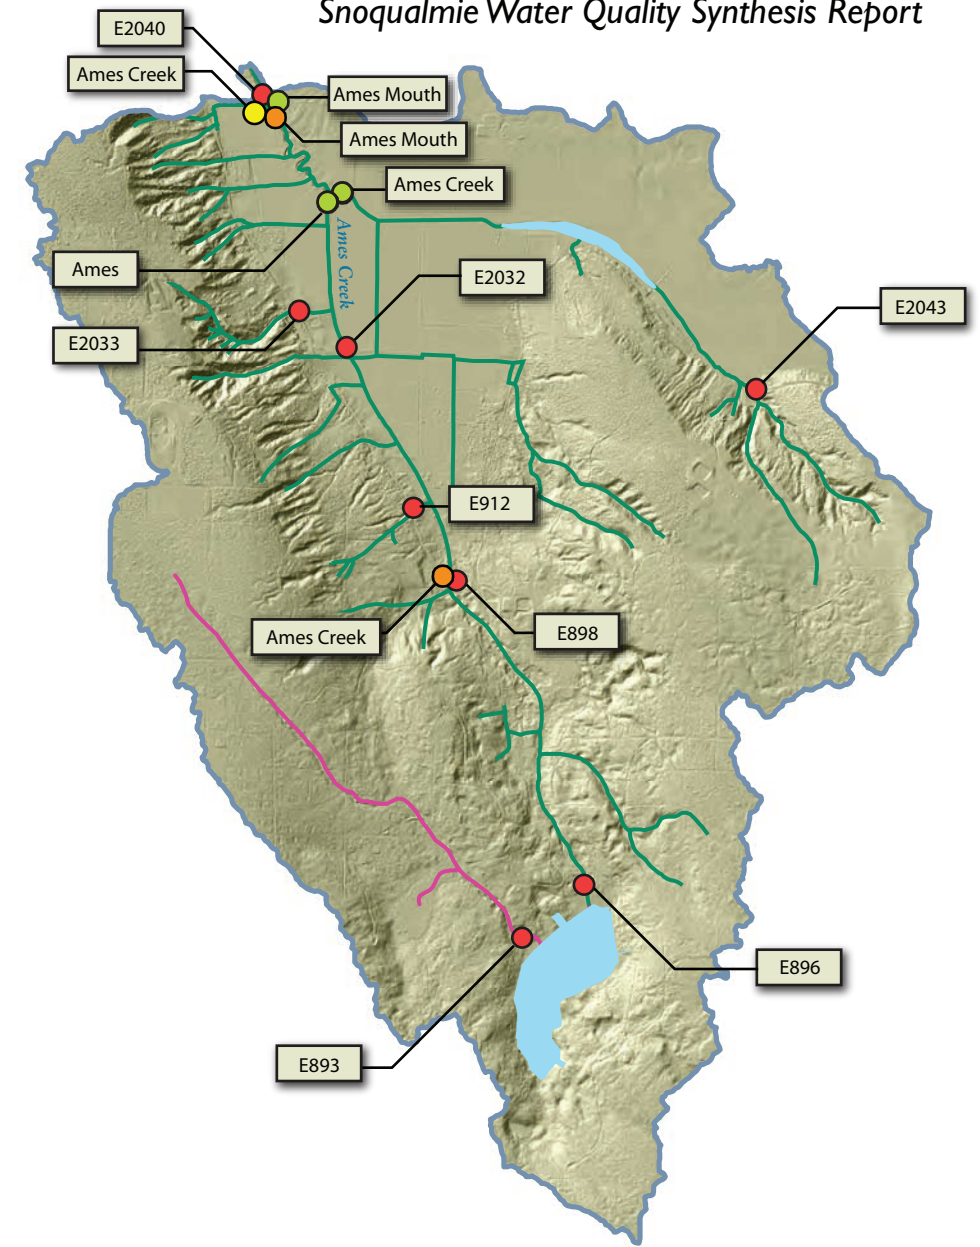 Snoqualmie Water Quality Synthesis Report
E2040
Ames Creek
Ames Mouth
Ames Mouth
Ames Creek
Ames
Ames Creek
E2032
E2043
E2033
E912
Ames Creek
E898
E896
E893